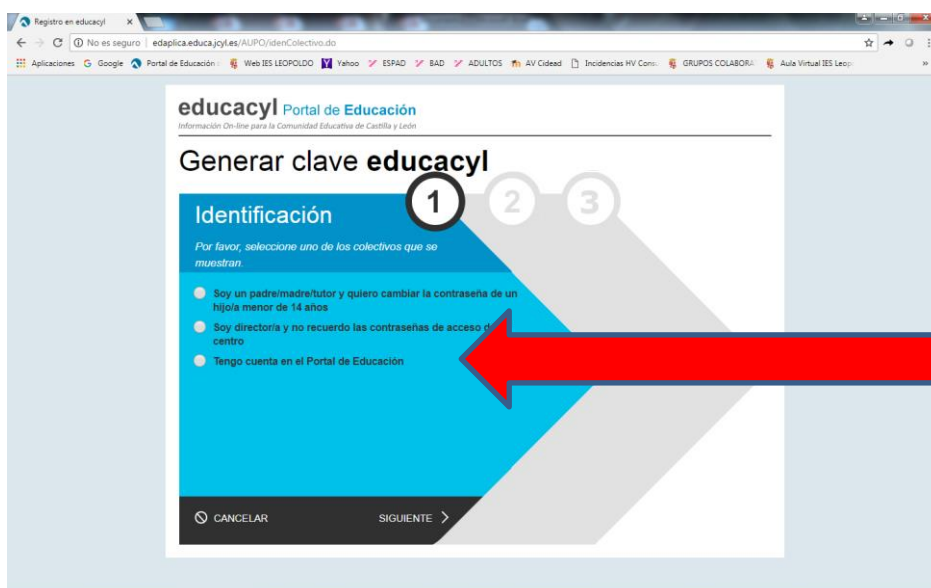 Registro en educacyl
No es seguro | edaplica.educa.jcyl.es/AUPO/idenColectivo.do
Aplicaciones Google Portal de Educación Web IES LEOPOLDO Yahoo ESPAD BAD ADULTOS AV Cidead Incidencias HV Cons. GRUPOS COLABORA Aula Virtual IES Leop »
educacyl Portal de Educación
Información On-line para la Comunidad Educativa de Castilla y León
Generar clave educacyl
1 2 3
Identificación
Por favor, seleccione uno de los colectivos que se
muestran.
Soy un padre/madre/tutor y quiero cambiar la contraseña de un
hijo/a menor de 14 años
Soy director/a y no recuerdo las contraseñas de acceso
centro
Tengo cuenta en el Portal de Educación
CANCELAR SIGUIENTE